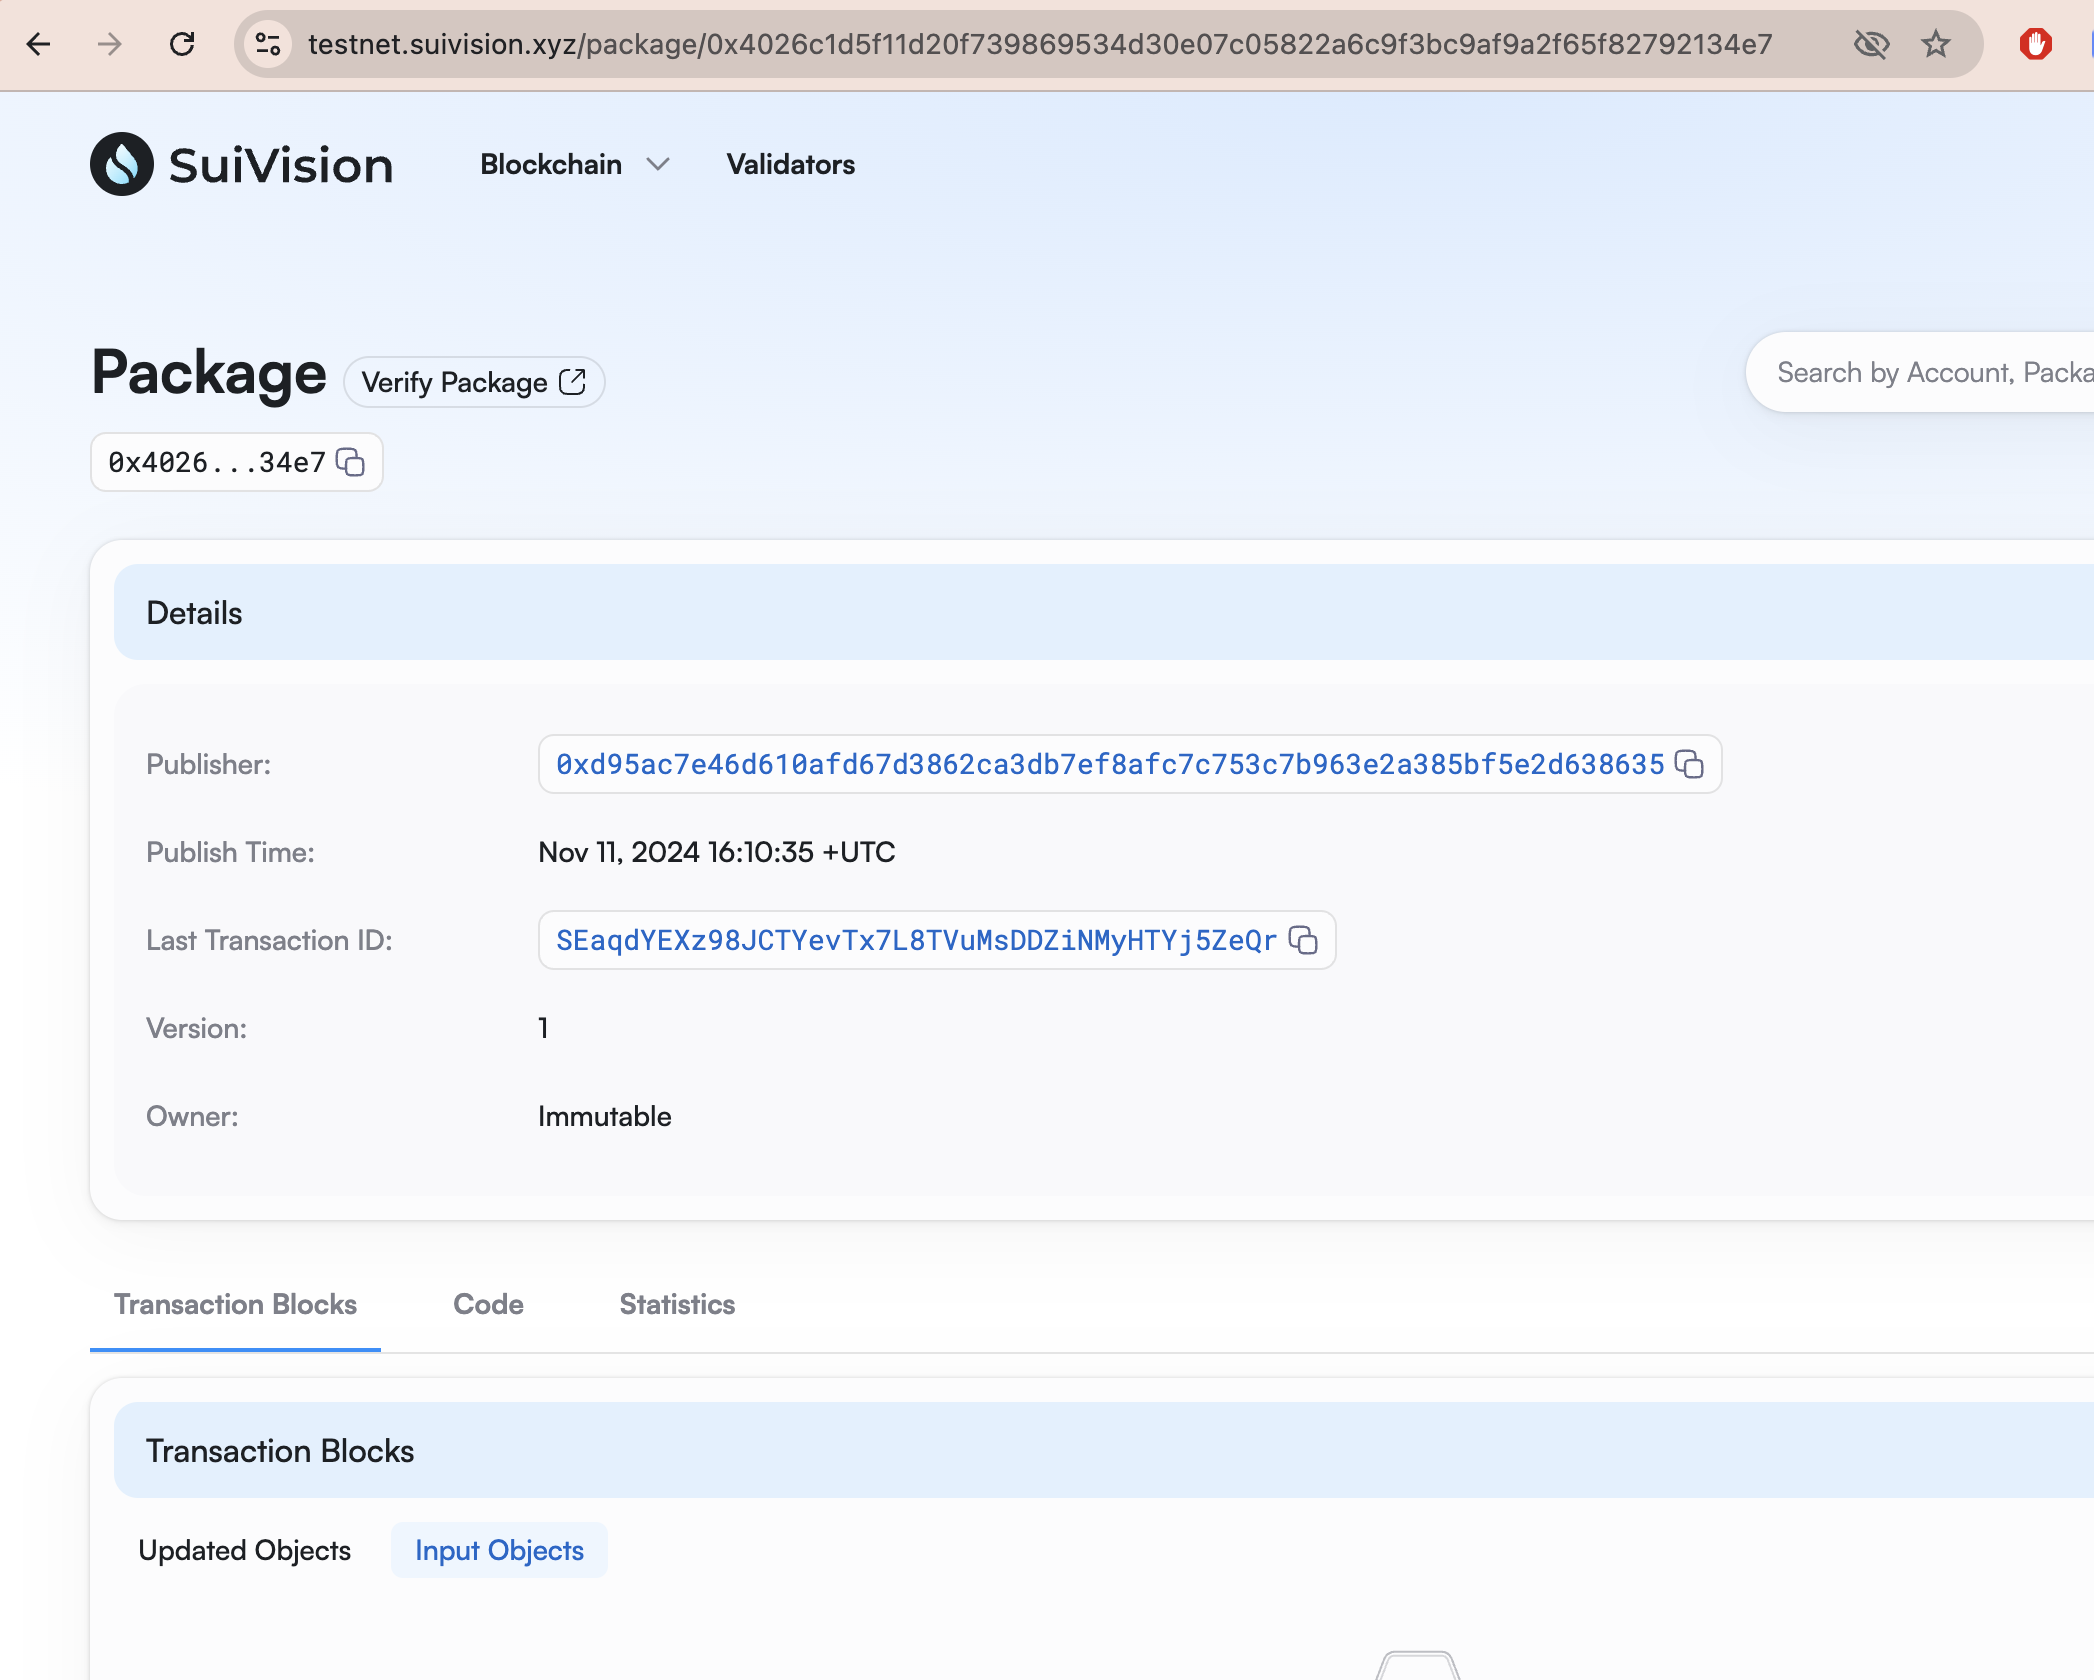 testnet.suivision.xyz/package/0x4026c1d5f11d20f739869534d30e07c05822a6c9f3bc9af9a2f65f82792134e7
SuiVision
Blockchain
Validators
Package
Verify Package
Search by Account, Packa
0x4026...34e7
Details
Publisher:
0xd95ac7e46d610afd67d3862ca3db7ef8afc7c753c7b963e2a385bf5e2d638635
Publish Time:
Nov 11, 2024 16:10:35 +UTC
Last Transaction ID:
SEaqdYEXz98JCTYevTx7L8TVuMsDDZiNMyHTYj5ZeQr
Version:
1
Owner:
Immutable
Transaction Blocks
Code
Statistics
Transaction Blocks
Updated Objects
Input Objects